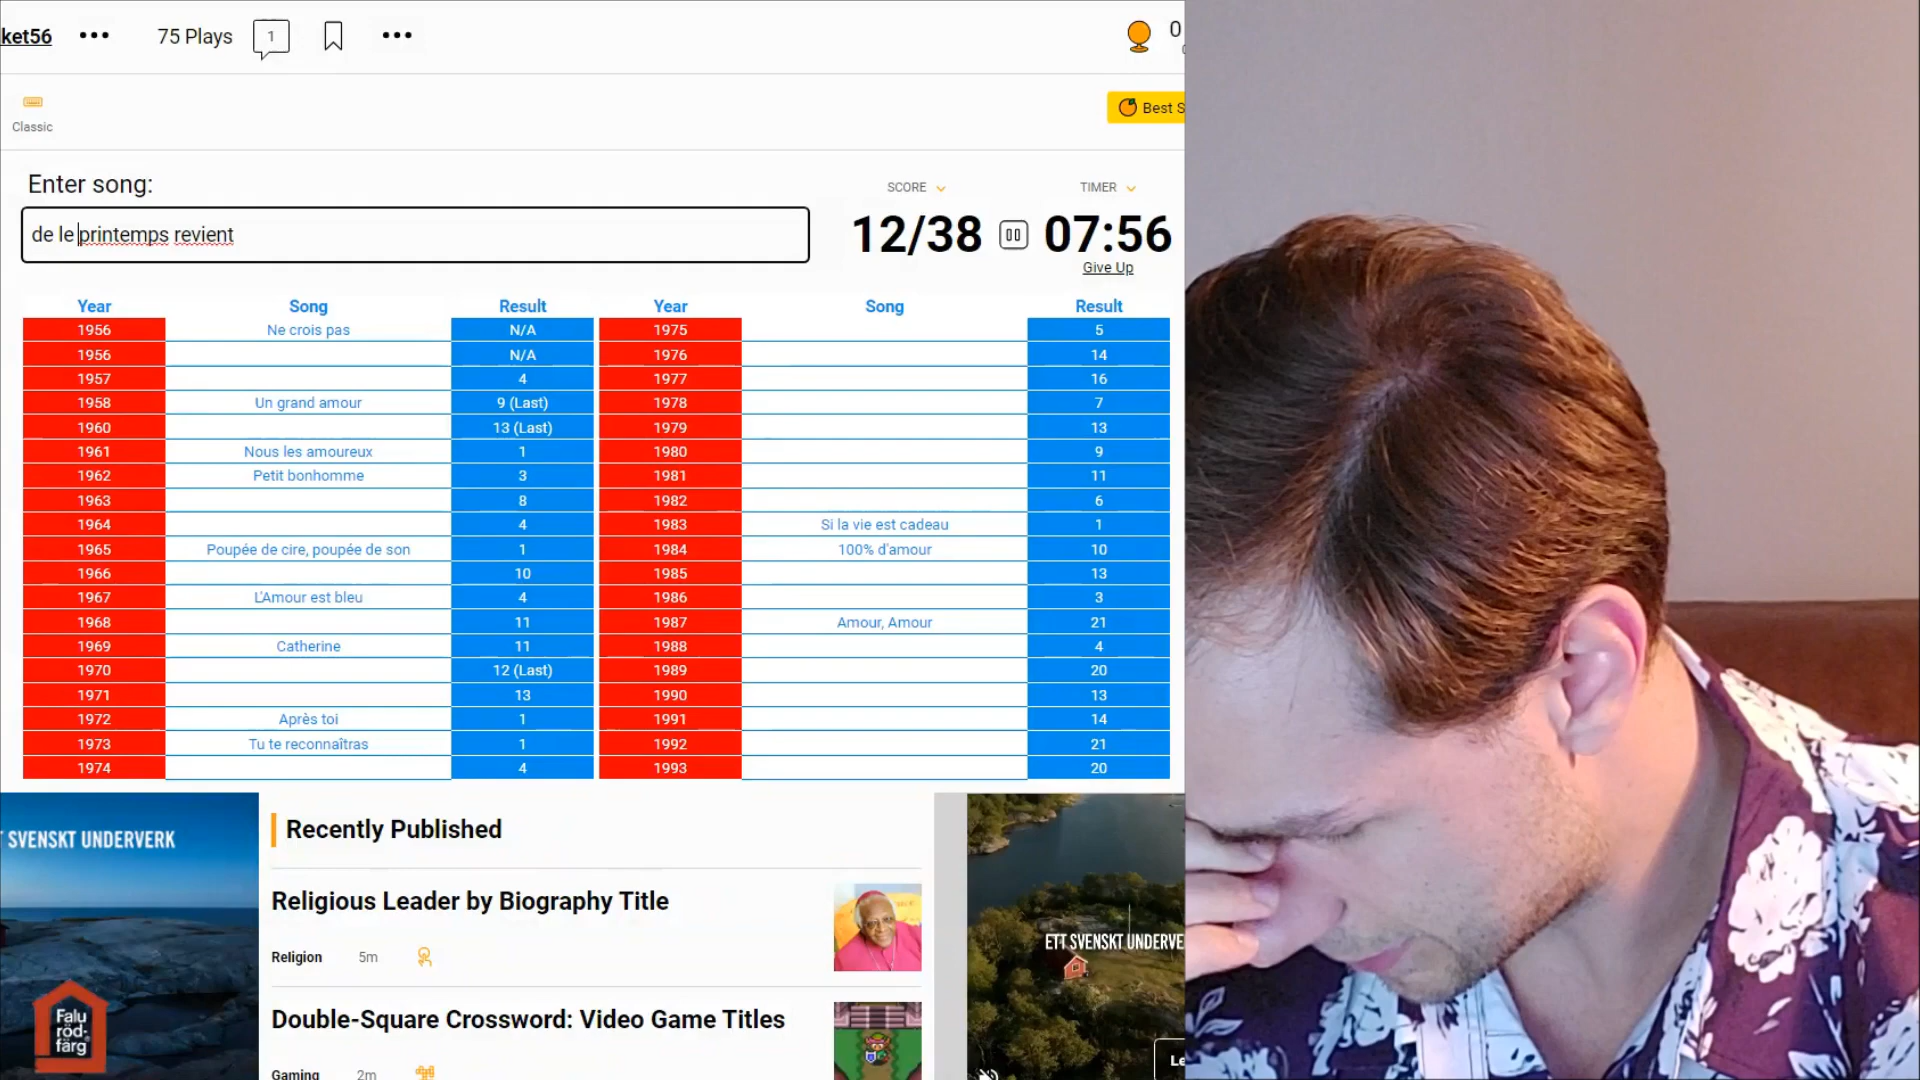 ket56 ••• 75 Plays 1 ••• 0
Classic
Best S
Enter song:
de le printemps revient
SCORE
12/38
TIMER
07:56
Give Up
Year Song Result Year Song Result
1956 Ne crois pas N/A 1975 5
1956 N/A 1976 14
1957 4 1977 16
1958 Un grand amour 9 (Last) 1978 7
1960 13 (Last) 1979 13
1961 Nous les amoureux 1 1980 9
1962 Petit bonhomme 3 1981 11
1963 8 1982 6
1964 4 1983 Si la vie est cadeau 1
1965 Poupée de cire, poupée de son 1 1984 100% d'amour 10
1966 10 1985 13
1967 L'Amour est bleu 4 1986 3
1968 11 1987 Amour, Amour 21
1969 Catherine 11 1988 4
1970 12 (Last) 1989 20
1971 13 1990 13
1972 Après toi 1 1991 14
1973 Tu te reconnaîtras 1 1992 21
1974 4 1993 20
T SVENSKT UNDERVERK
Falu
röd-
färg
Recently Published
Religious Leader by Biography Title
Religion 5m
Double-Square Crossword: Video Game Titles
Gaming 2m
ETT SVENSKT UNDERVE
Le